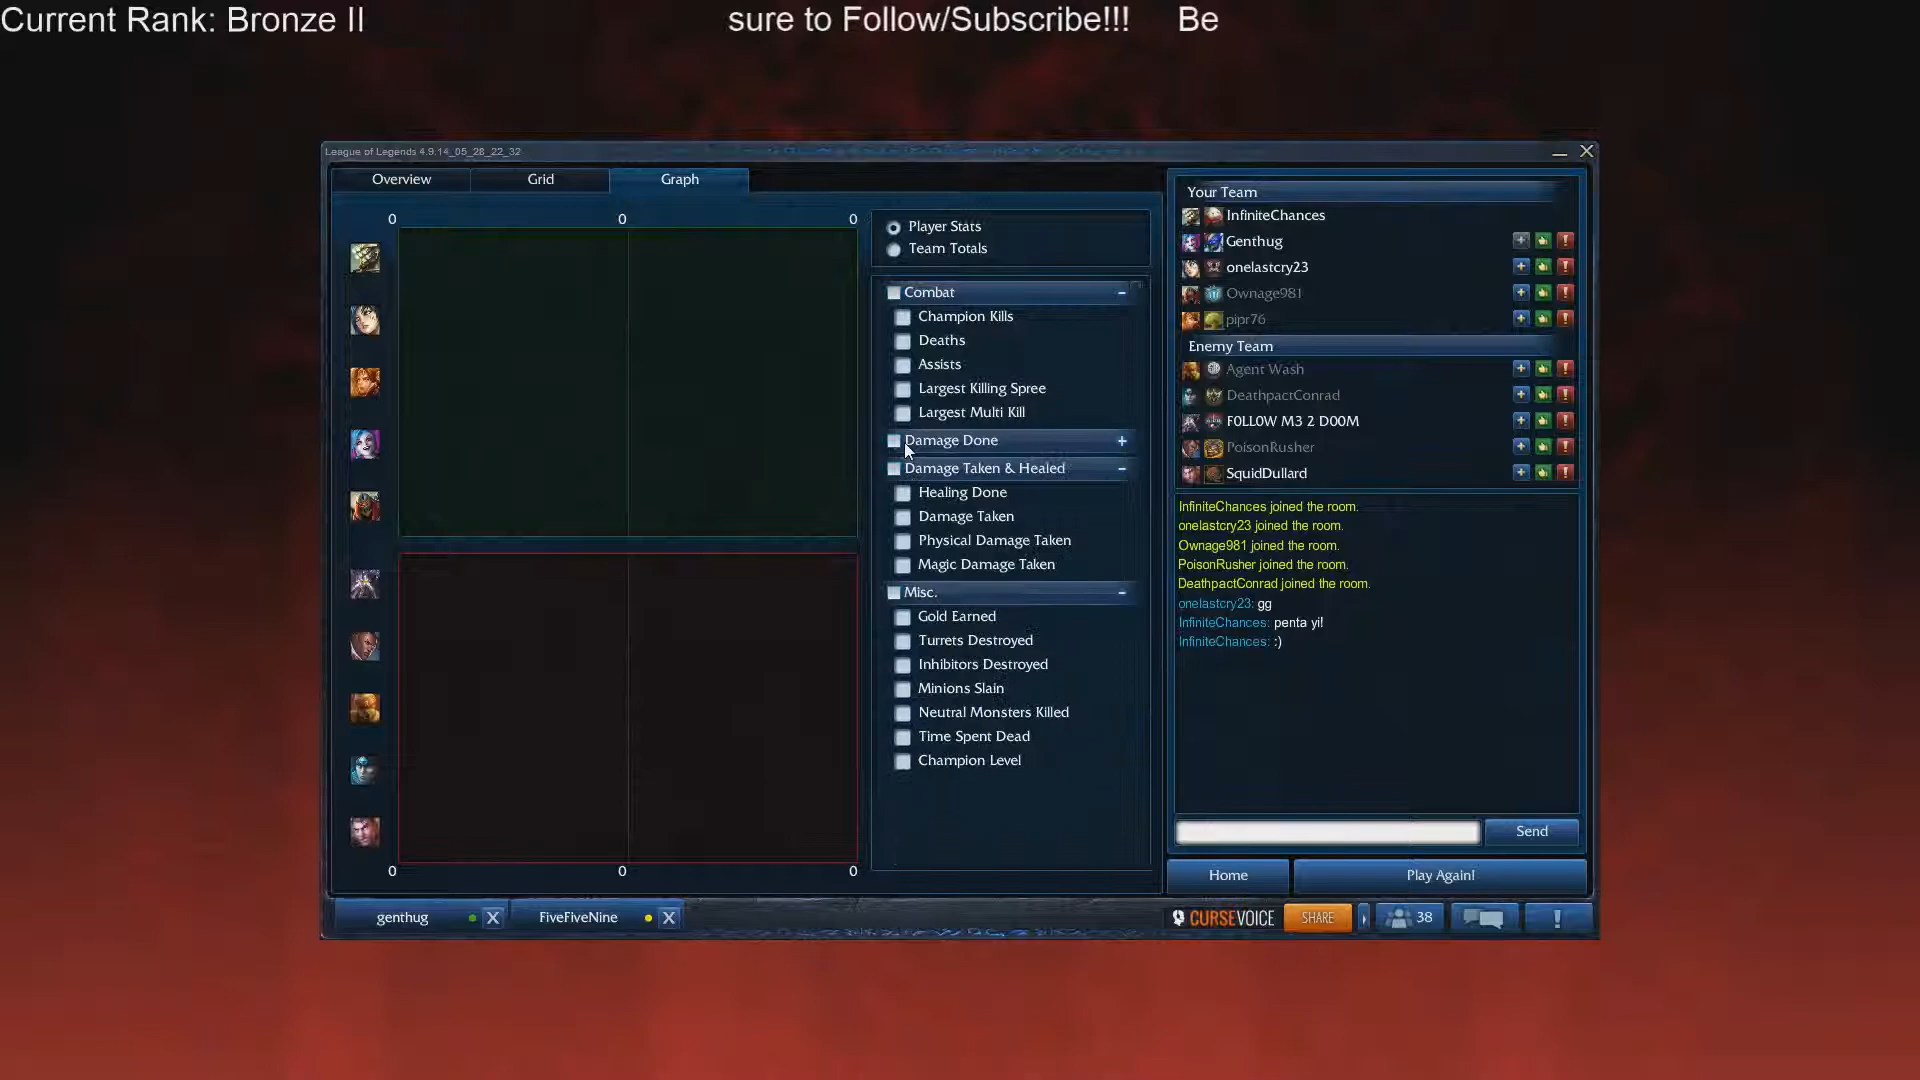 Current Rank: Bronze II
sure to Follow/Subscribe!!! Be
League of Legends 4.9.14_05_28_22_32
Overview
Grid
Graph
0 0 0
Player Stats
Team Totals
Combat
Champion Kills
Deaths
Assists
Largest Killing Spree
Largest Multi Kill
Damage Done
Damage Taken & Healed
Healing Done
Damage Taken
Physical Damage Taken
Magic Damage Taken
Misc.
Gold Earned
Turrets Destroyed
Inhibitors Destroyed
Minions Slain
Neutral Monsters Killed
Time Spent Dead
Champion Level
0 0 0
Your Team
InfiniteChances
Genthug
onelastcry23
Ownage981
pipr76
Enemy Team
Agent Wash
DeathpactConrad
F0LL0W M3 2 D00M
PoisonRusher
SquidDullard
InfiniteChances joined the room.
onelastcry23 joined the room.
Ownage981 joined the room.
PoisonRusher joined the room.
DeathpactConrad joined the room.
onelastcry23: gg
InfiniteChances: penta yi!
InfiniteChances: :)
Send
Home
Play Again!
genthug X
FiveFiveNine X
CURSEVOICE
SHARE
38